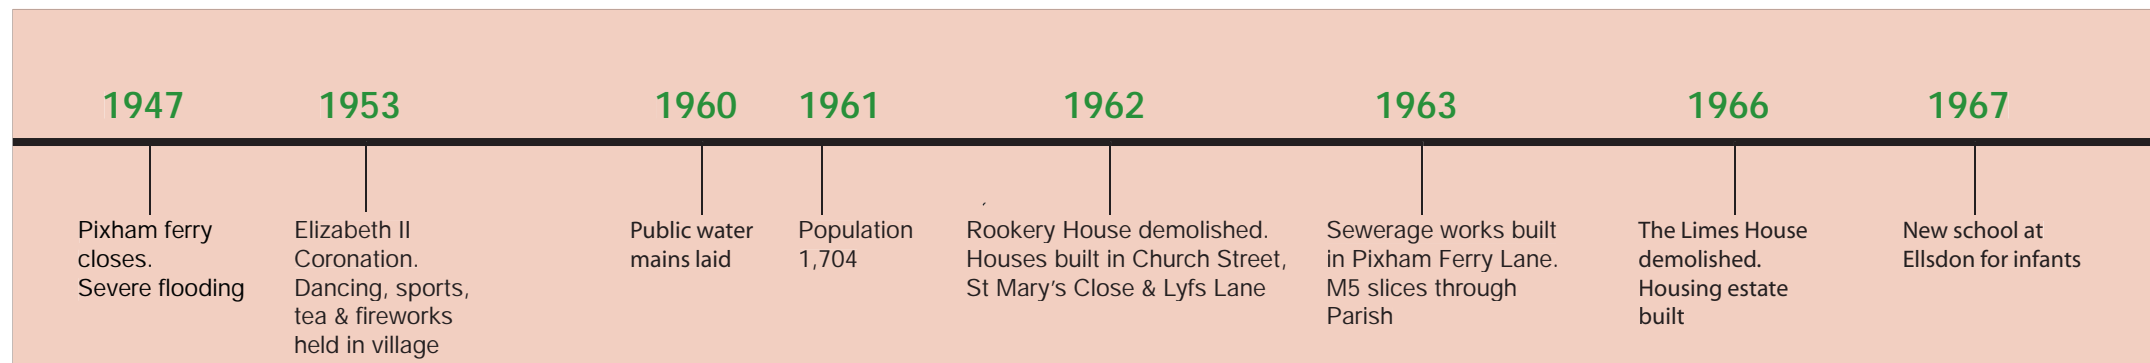 1947 1953 1960 1961 1962 1963 1966 1967
Pixham ferry
closes.
Severe flooding
Elizabeth II
Coronation.
Dancing, sports,
tea & fireworks
held in village
Public water
mains laid
Population
1,704
Rookery House demolished.
Houses built in Church Street,
St Mary's Close & Lyfs Lane
Sewerage works built
in Pixham Ferry Lane.
M5 slices through
Parish
The Limes House
demolished.
Housing estate
built
New school at
Ellsdon for infants